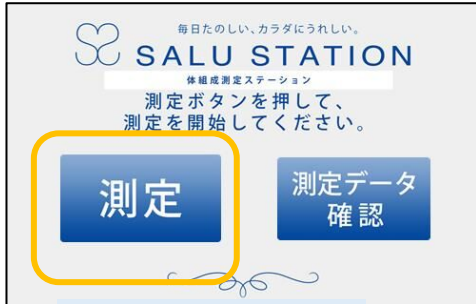 毎日たのしい、カラダにうれしい。
SALU STATION
体組成測定ステーション
測定ボタンを押して、
測定を開始してください。
測定
測定データ
確認